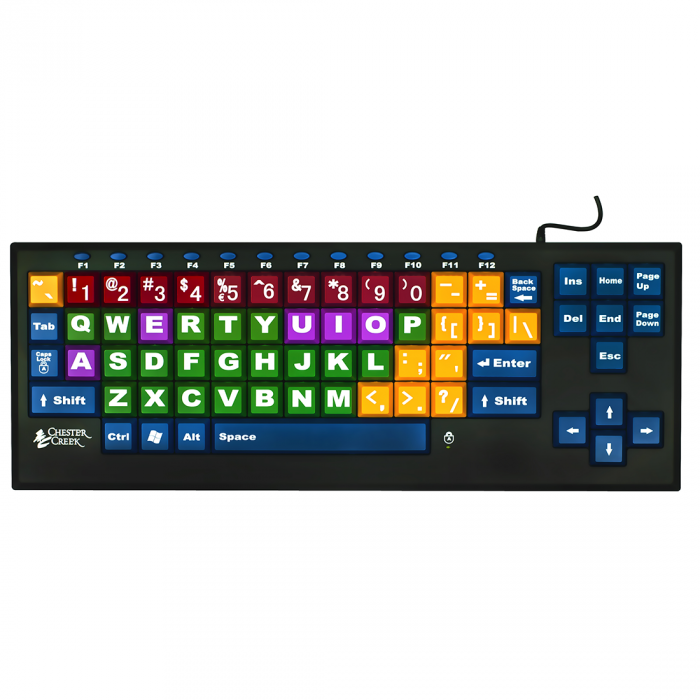 F1 F2 F3 F4 F5 F6 F7 F8 F9 F10 F11 F12
~ ` ! 1 @ 2 # 3 $ 4 % € 5 ^ 6 & 7 * 8 ( 9 ) 0 _ - + = Back Space Ins Home Page Up
Tab Q W E R T Y U I O P { [ } ] | \ Del End Page Down
Caps Lock A A S D F G H J K L : ; " ' Enter Esc
Shift Z X C V B N M < , > . ? / Shift
CHESTER CREEK Ctrl Alt Space A